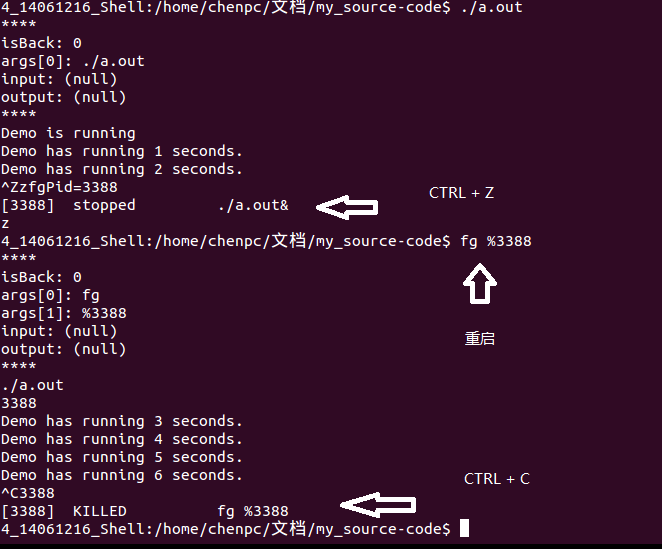 4_14061216_Shell:/home/chenpc/文档/my_source-code$ ./a.out
****
isBack: 0
args[0]: ./a.out
input: (null)
output: (null)
****
Demo is running
Demo has running 1 seconds.
Demo has running 2 seconds.
^ZzfgPid=3388
CTRL + Z
[3388]  stopped         ./a.out&
z
4_14061216_Shell:/home/chenpc/文档/my_source-code$ fg %3388
****
isBack: 0
args[0]: fg
args[1]: %3388
input: (null)
重启
output: (null)
****
./a.out
3388
Demo has running 3 seconds.
Demo has running 4 seconds.
Demo has running 5 seconds.
Demo has running 6 seconds.
CTRL + C
^C3388
[3388]  KILLED          fg %3388
4_14061216_Shell:/home/chenpc/文档/my_source-code$